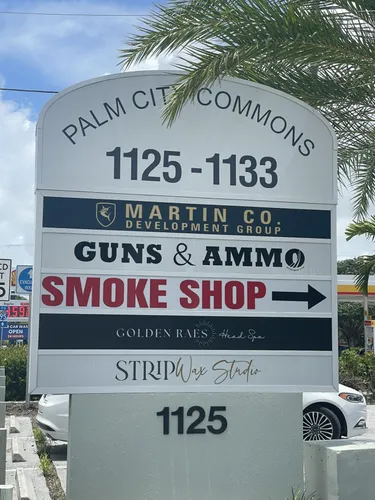 PALM CITY COMMONS
1125 - 1133
MARTIN CO.
DEVELOPMENT GROUP
GUNS & AMMO
SMOKE SHOP
GOLDEN RAES Head Spa
STRIP Wax Studio
1125
OPEN